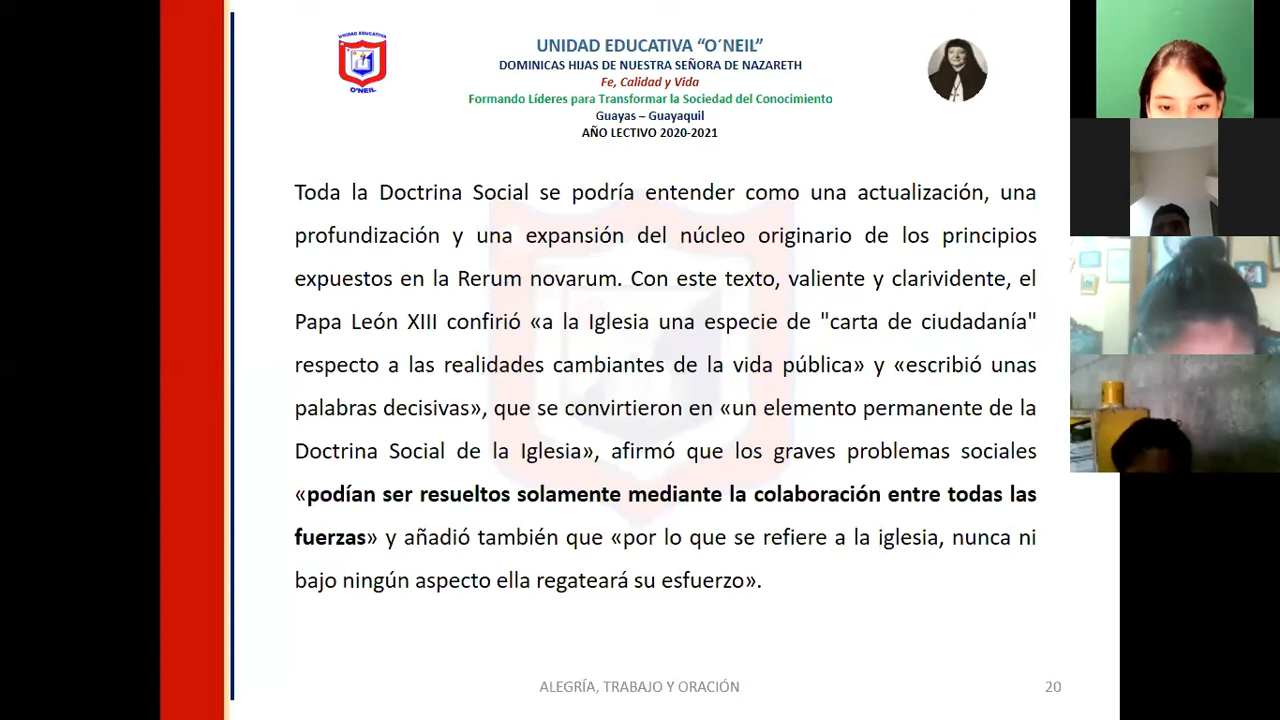 UNIDAD EDUCATIVA
O'NEIL
UNIDAD EDUCATIVA “O´NEIL”
DOMINICAS HIJAS DE NUESTRA SEÑORA DE NAZARETH
Fe, Calidad y Vida
Formando Líderes para Transformar la Sociedad del Conocimiento
Guayas – Guayaquil
AÑO LECTIVO 2020-2021
Toda la Doctrina Social se podría entender como una actualización, una
profundización y una expansión del núcleo originario de los principios
expuestos en la Rerum novarum. Con este texto, valiente y clarividente, el
Papa León XIII confirió «a la Iglesia una especie de "carta de ciudadanía"
respecto a las realidades cambiantes de la vida pública» y «escribió unas
palabras decisivas», que se convirtieron en «un elemento permanente de la
Doctrina Social de la Iglesia», afirmó que los graves problemas sociales
«podían ser resueltos solamente mediante la colaboración entre todas las
fuerzas» y añadió también que «por lo que se refiere a la iglesia, nunca ni
bajo ningún aspecto ella regateará su esfuerzo».
ALEGRÍA, TRABAJO Y ORACIÓN
20